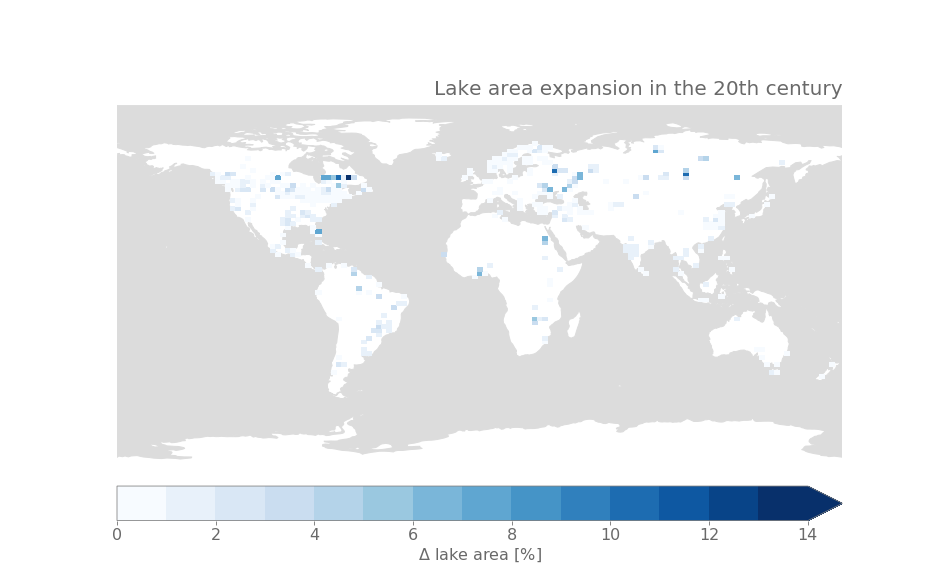 Lake area expansion in the 20th century
0 2 4 6 8 10 12 14
Δ lake area [%]